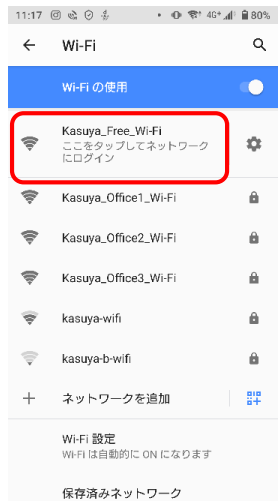 11:17 4G+ 80%
Wi-Fi
Wi-Fi の使用
Kasuya_Free_Wi-Fi
ここをタップしてネットワーク
にログイン
Kasuya_Office1_Wi-Fi
Kasuya_Office2_Wi-Fi
Kasuya_Office3_Wi-Fi
kasuya-wifi
kasuya-b-wifi
ネットワークを追加
Wi-Fi 設定
Wi-Fi は自動的に ON になります
保存済みネットワーク